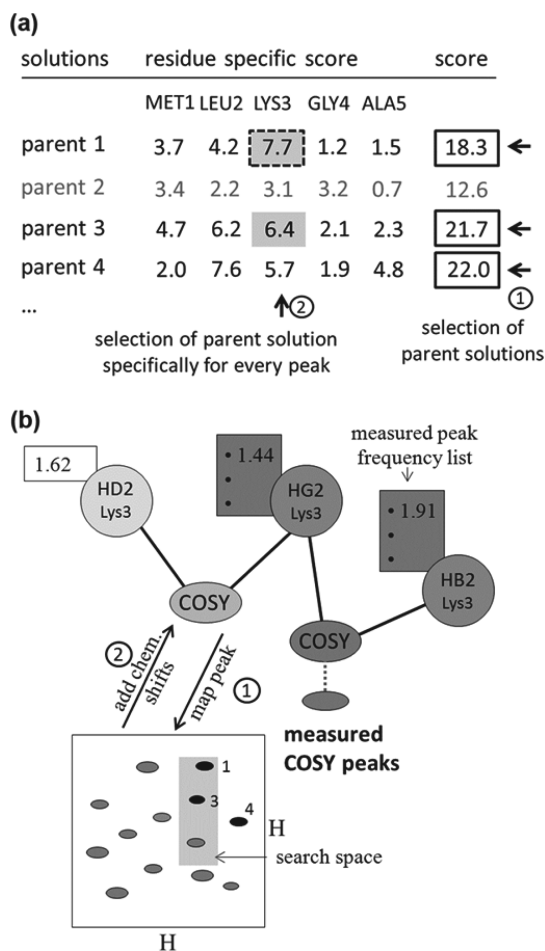 (a)
solutions residue specific score score
MET1 LEU2 LYS3 GLY4 ALA5
parent 1 3.7 4.2 7.7 1.2 1.5 18.3
parent 2 3.4 2.2 3.1 3.2 0.7 12.6
parent 3 4.7 6.2 6.4 2.1 2.3 21.7
parent 4 2.0 7.6 5.7 1.9 4.8 22.0
...
2
1
selection of parent solution
specifically for every peak
selection of
parent solutions
(b)
measured peak
frequency list
1.62
HD2
Lys3
1.44
HG2
Lys3
1.91
HB2
Lys3
COSY
COSY
2
add chem..
shifts
map peak
1
measured
COSY peaks
1
3
4
H
search space
H